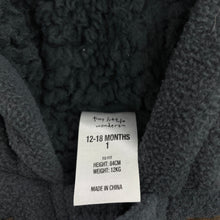 tiny little
wonders
12-18 MONTHS
1
TO FIT
HEIGHT: 84CM
WEIGHT: 12KG
MADE IN CHINA